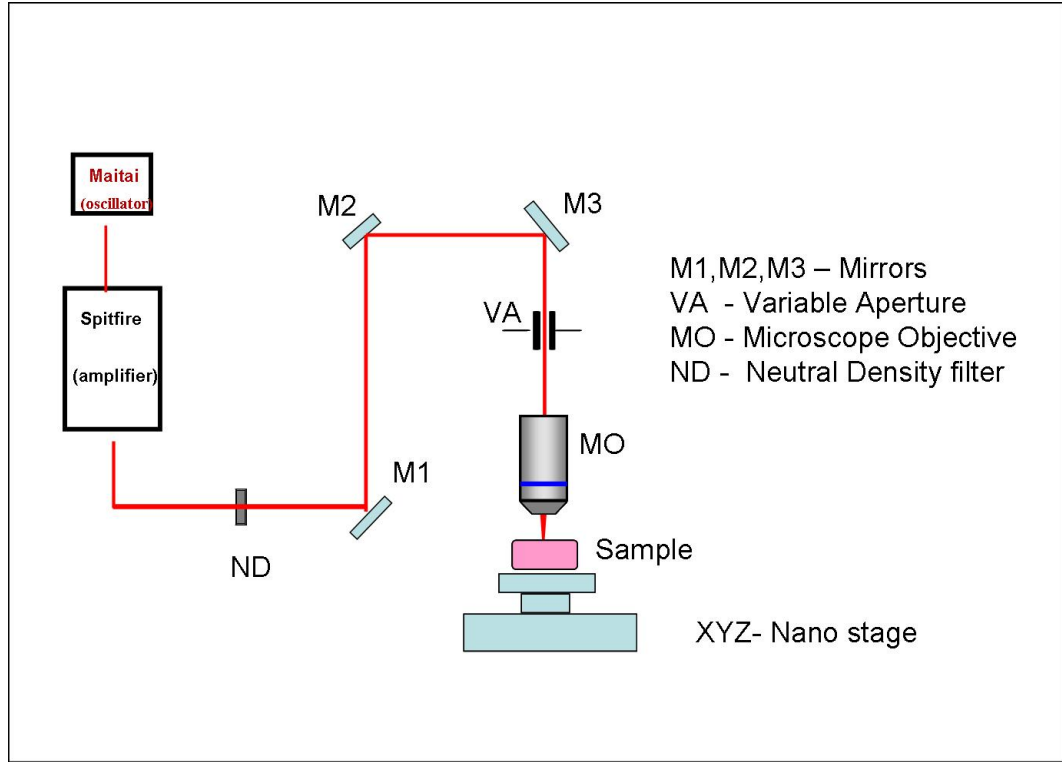 Maitai
(oscillator)
Spitfire
(amplifier)
M2
M3
VA
M1
MO
ND
Sample
XYZ- Nano stage
M1,M2,M3 – Mirrors
VA - Variable Aperture
MO - Microscope Objective
ND - Neutral Density filter